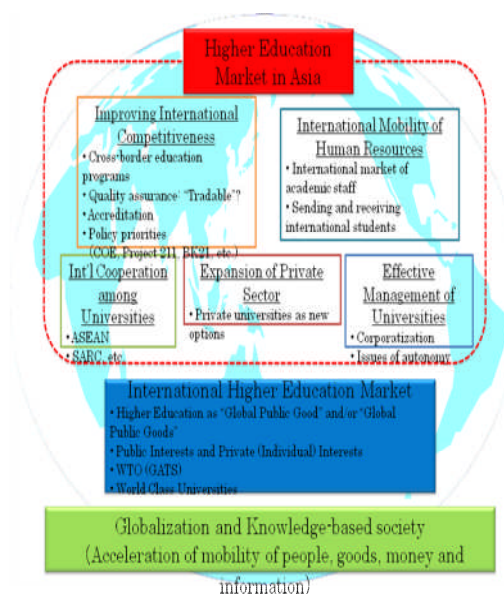 Higher Education
Market in Asia
Improving International
Competitiveness
• Cross-border education
programs
• Quality assurance: "Tradable"?
• Accreditation
• Policy priorities
(COE, Project 211, BK21, etc.)
International Mobility of
Human Resources
• International market of
academic staff
• Sending and receiving
international students
Int'l Cooperation
among
Universities
• ASEAN
• SARC, etc
Expansion of Private
Sector
• Private universities as new
options
Effective
Management of
Universities
• Corporatization
• Issues of autonomy
International Higher Education Market
• Higher Education as "Global Public Good" and/or "Global
Public Goods"
• Public Interests and Private (Individual) Interests
• WTO (GATS)
• World Class Universities
Globalization and Knowledge-based society
(Acceleration of mobility of people, goods, money and
information)